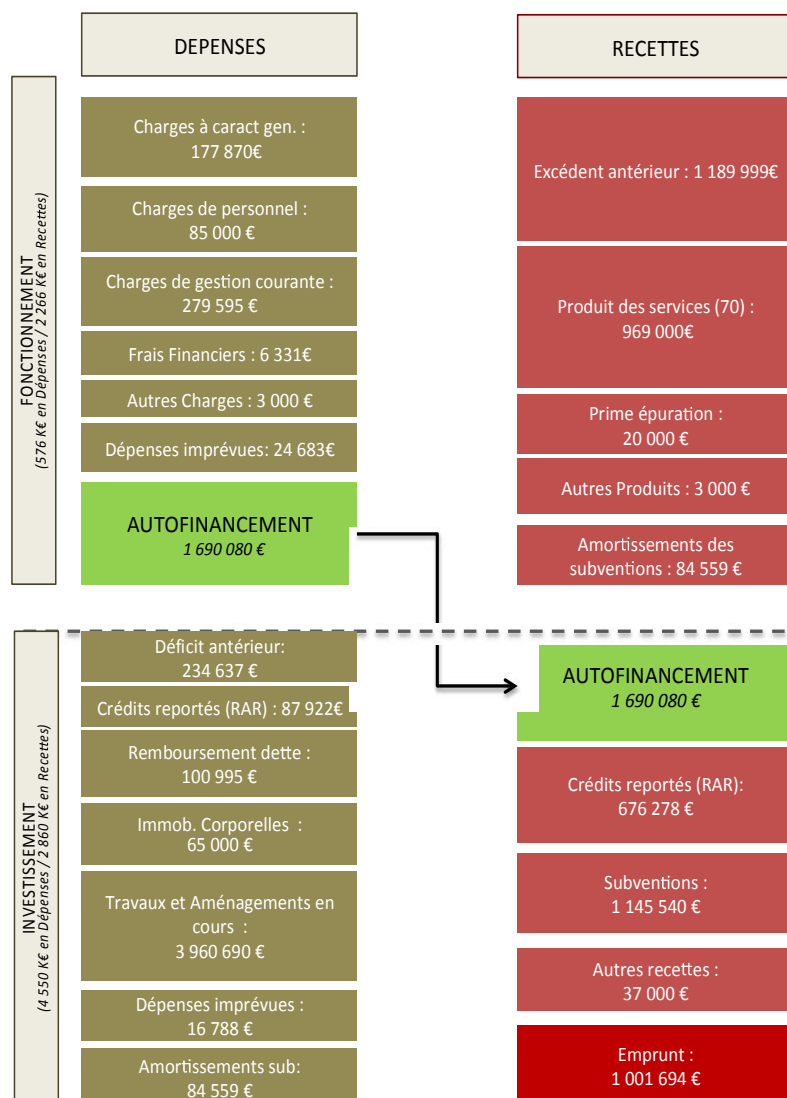 DEPENSES
RECETTES
FONCTIONNEMENT
(576 K€ en Dépenses / 2 266 K€ en Recettes)
Charges à caract gen. :
177 870€
Charges de personnel :
85 000 €
Charges de gestion courante :
279 595 €
Frais Financiers : 6 331€
Autres Charges : 3 000 €
Dépenses imprévues: 24 683€
AUTOFINANCEMENT
1 690 080 €
Excédent antérieur : 1 189 999€
Produit des services (70) :
969 000€
Prime épuration :
20 000 €
Autres Produits : 3 000 €
Amortissements des
subventions : 84 559 €
INVESTISSEMENT
(4 550 K€ en Dépenses / 2 860 K€ en Recettes)
Déficit antérieur:
234 637 €
Crédits reportés (RAR) : 87 922€
Remboursement dette :
100 995 €
Immob. Corporelles :
65 000 €
Travaux et Aménagements en
cours :
3 960 690 €
Dépenses imprévues :
16 788 €
Amortissements sub:
84 559 €
AUTOFINANCEMENT
1 690 080 €
Crédits reportés (RAR):
676 278 €
Subventions :
1 145 540 €
Autres recettes :
37 000 €
Emprunt :
1 001 694 €